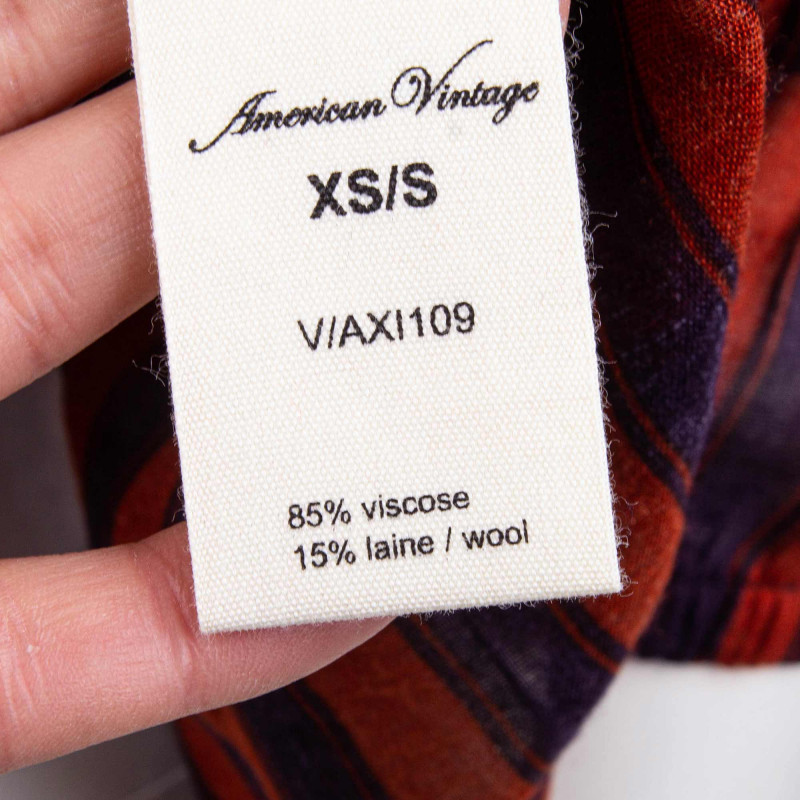 American Vintage
XS/S
V/AXI109
85% viscose
15% laine / wool